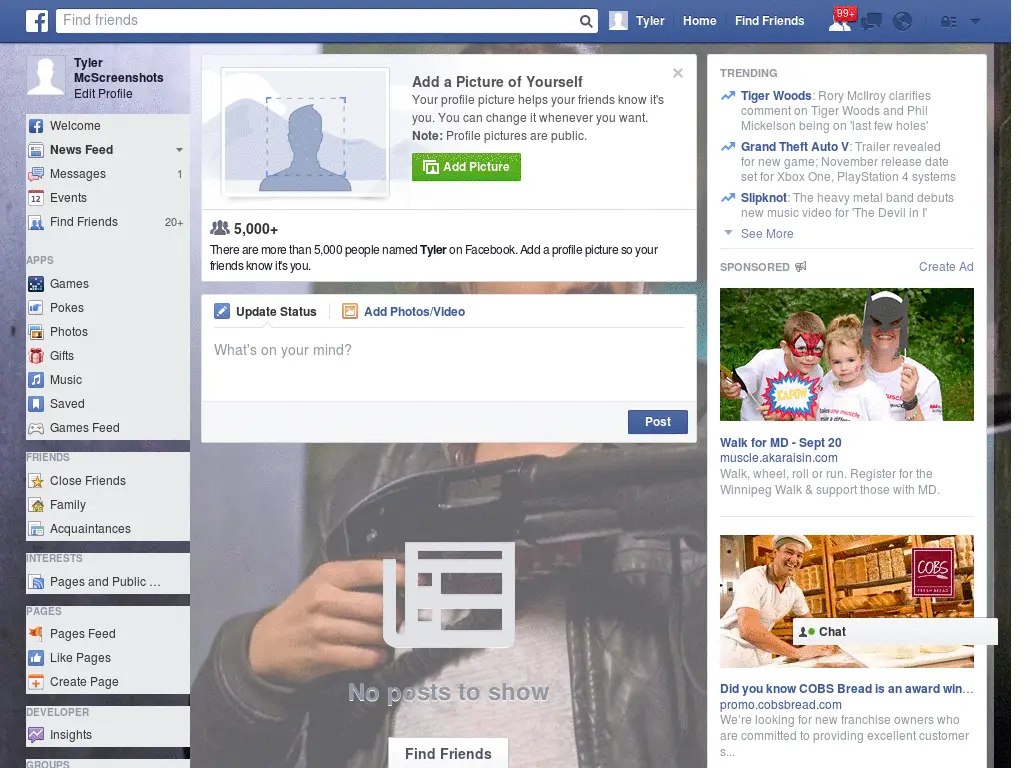 Find friends
Tyler
Home
Find Friends
99+
Tyler
McScreenshots
Edit Profile
Welcome
News Feed
Messages 1
12 Events
Find Friends 20+
APPS
Games
Pokes
Photos
Gifts
Music
Saved
Games Feed
FRIENDS
Close Friends
Family
Acquaintances
INTERESTS
Pages and Public ...
PAGES
Pages Feed
Like Pages
Create Page
DEVELOPER
Insights
GROUPS
Add a Picture of Yourself
Your profile picture helps your friends know it's
you. You can change it whenever you want.
Note: Profile pictures are public.
Add Picture
5,000+
There are more than 5,000 people named Tyler on Facebook. Add a profile picture so your
friends know it's you.
Update Status
Add Photos/Video
What's on your mind?
Post
No posts to show
Find Friends
TRENDING
Tiger Woods: Rory McIlroy clarifies
comment on Tiger Woods and Phil
Mickelson being on 'last few holes'
Grand Theft Auto V: Trailer revealed
for new game; November release date
set for Xbox One, PlayStation 4 systems
Slipknot: The heavy metal band debuts
new music video for 'The Devil in I'
See More
SPONSORED
Create Ad
KAPOW
Walk for MD - Sept 20
muscle.akaraisin.com
Walk, wheel, roll or run. Register for the
Winnipeg Walk & support those with MD.
COBS
FRESH BREAD
Chat
Did you know COBS Bread is an award win...
promo.cobsbread.com
We're looking for new franchise owners who
are committed to providing excellent customer
s...